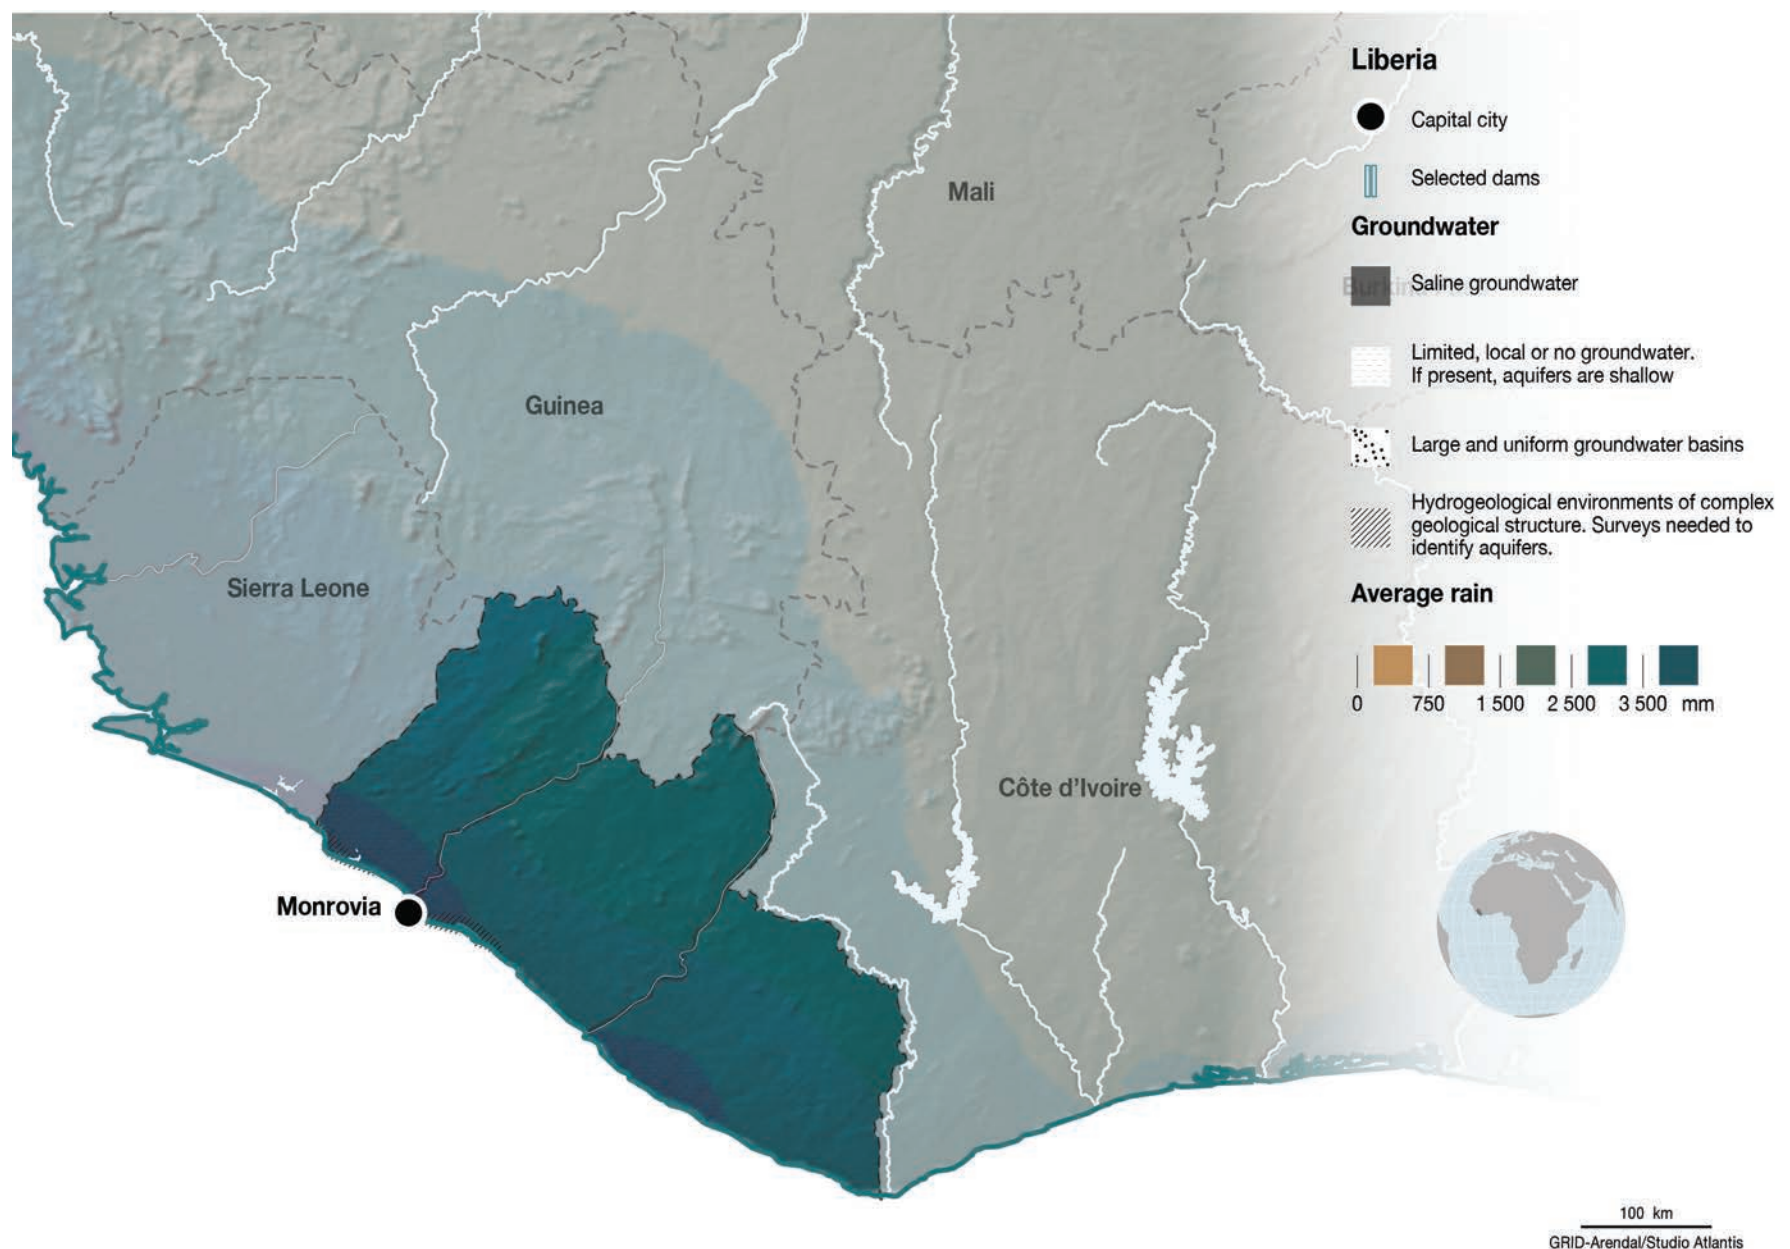 Liberia
Capital city
Selected dams
Groundwater
Saline groundwater
Limited, local or no groundwater.
If present, aquifers are shallow
Large and uniform groundwater basins
Hydrogeological environments of complex
geological structure. Surveys needed to
identify aquifers.
Average rain
0 750 1 500 2 500 3 500 mm
Mali
Guinea
Sierra Leone
Côte d'Ivoire
Monrovia
100 km
GRID-Arendal/Studio Atlantis